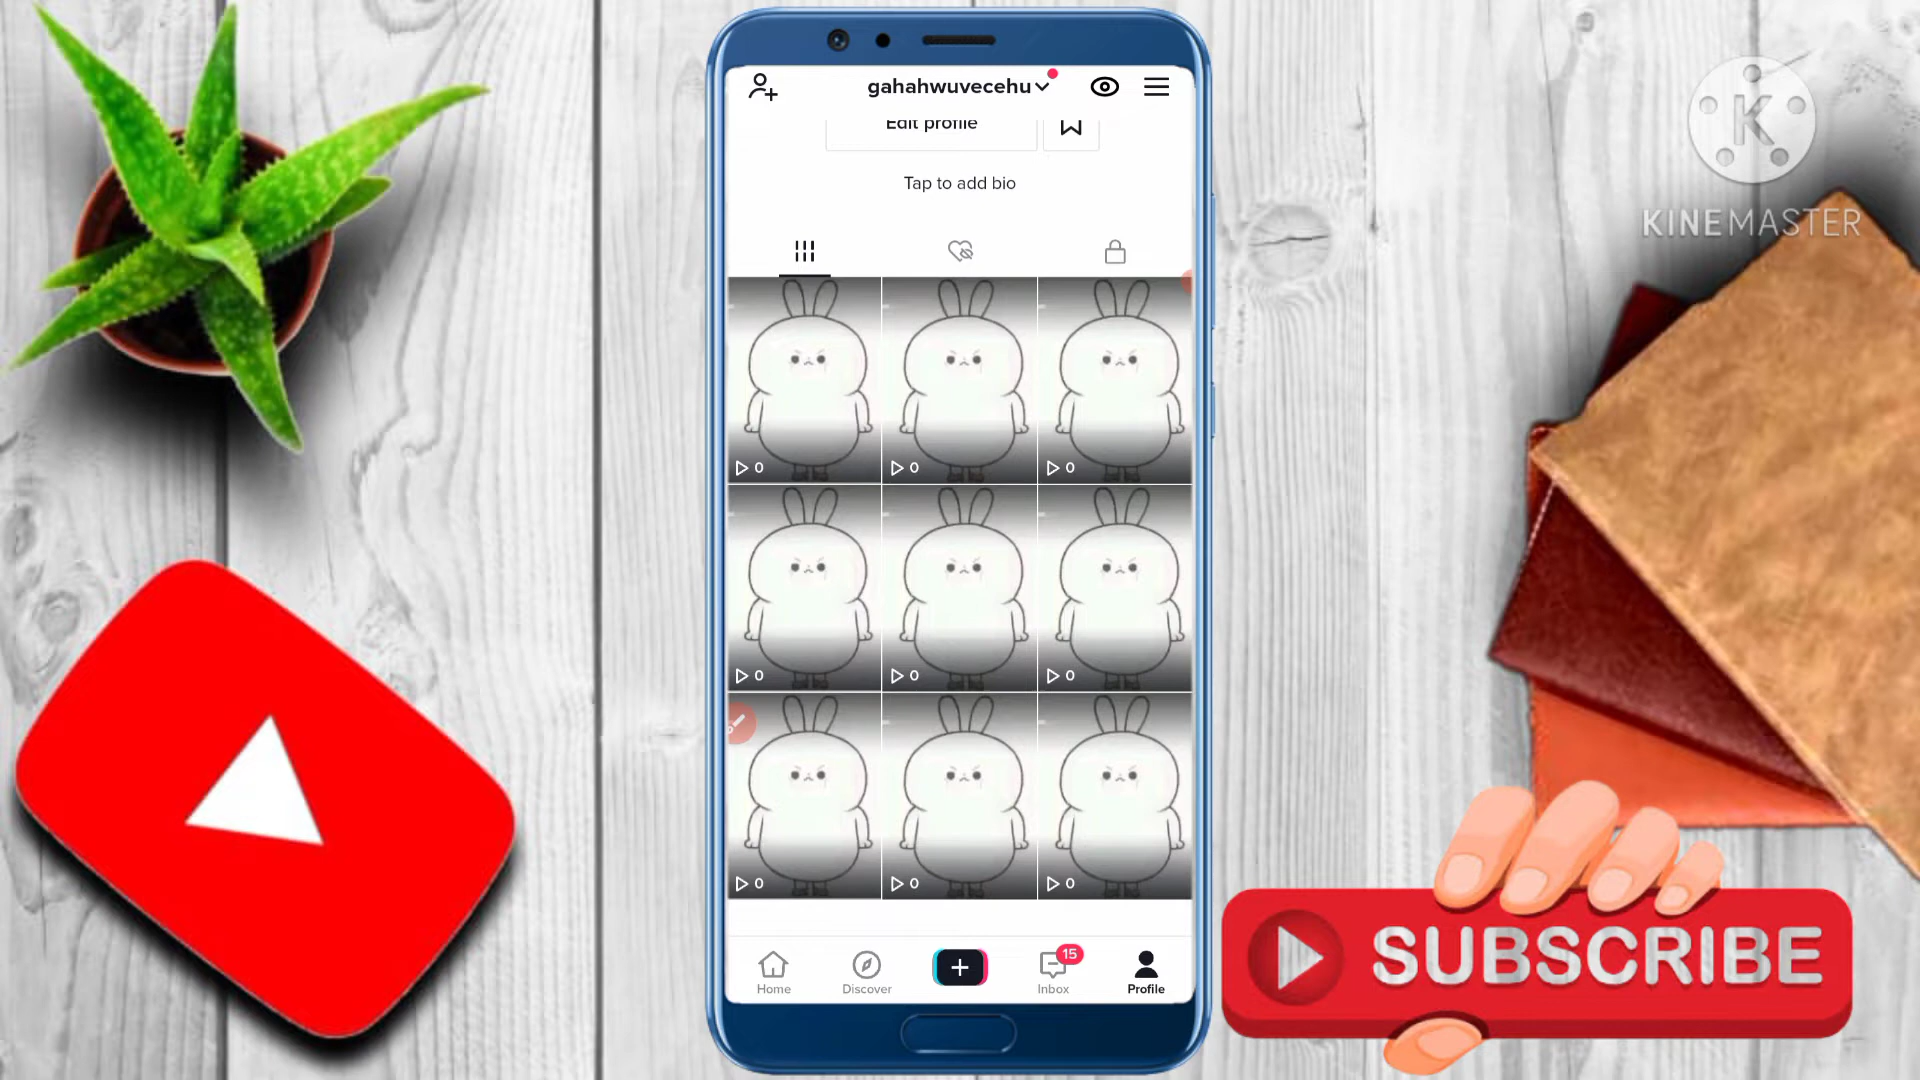 gahahwuvecehu
Edit profile
Tap to add bio
0
0
0
0
0
0
0
0
0
Home
Discover
15
Inbox
Profile
K
KINEMASTER
SUBSCRIBE